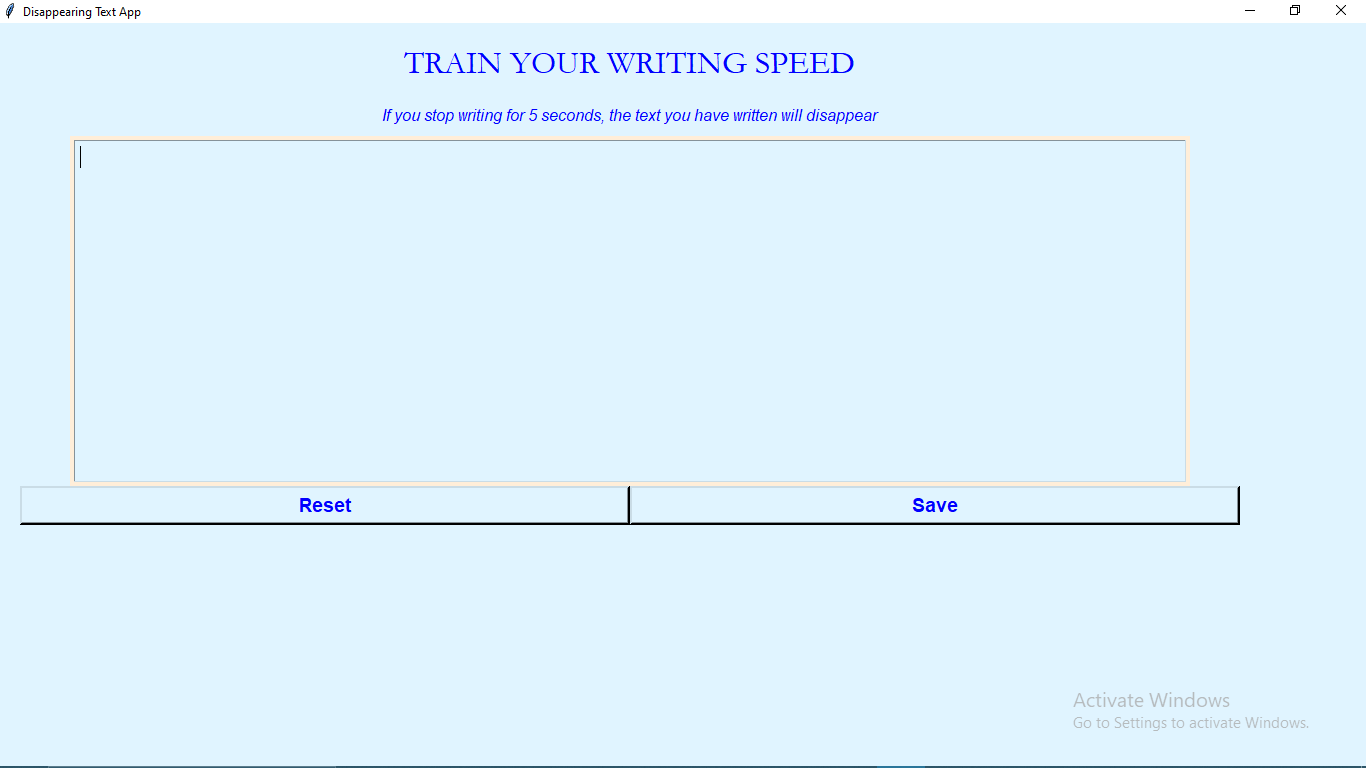 Disappearing Text App
TRAIN YOUR WRITING SPEED
If you stop writing for 5 seconds, the text you have written will disappear
Reset
Save
Activate Windows
Go to Settings to activate Windows.